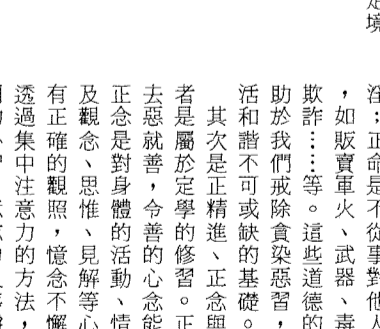 境
淫；正命是不從事對他人
，如販賣軍火、武器、毒
欺詐……等。這些道德的
助於我們戒除貪染惡習，
活和諧不可或缺的基礎。
其次是正精進、正念與
者是屬於定學的修習。正
去惡就善，令善的心念能
正念是對身體的活動、情
及觀念、思惟、見解等心
有正確的觀照，憶念不懈
透過集中注意力的方法，